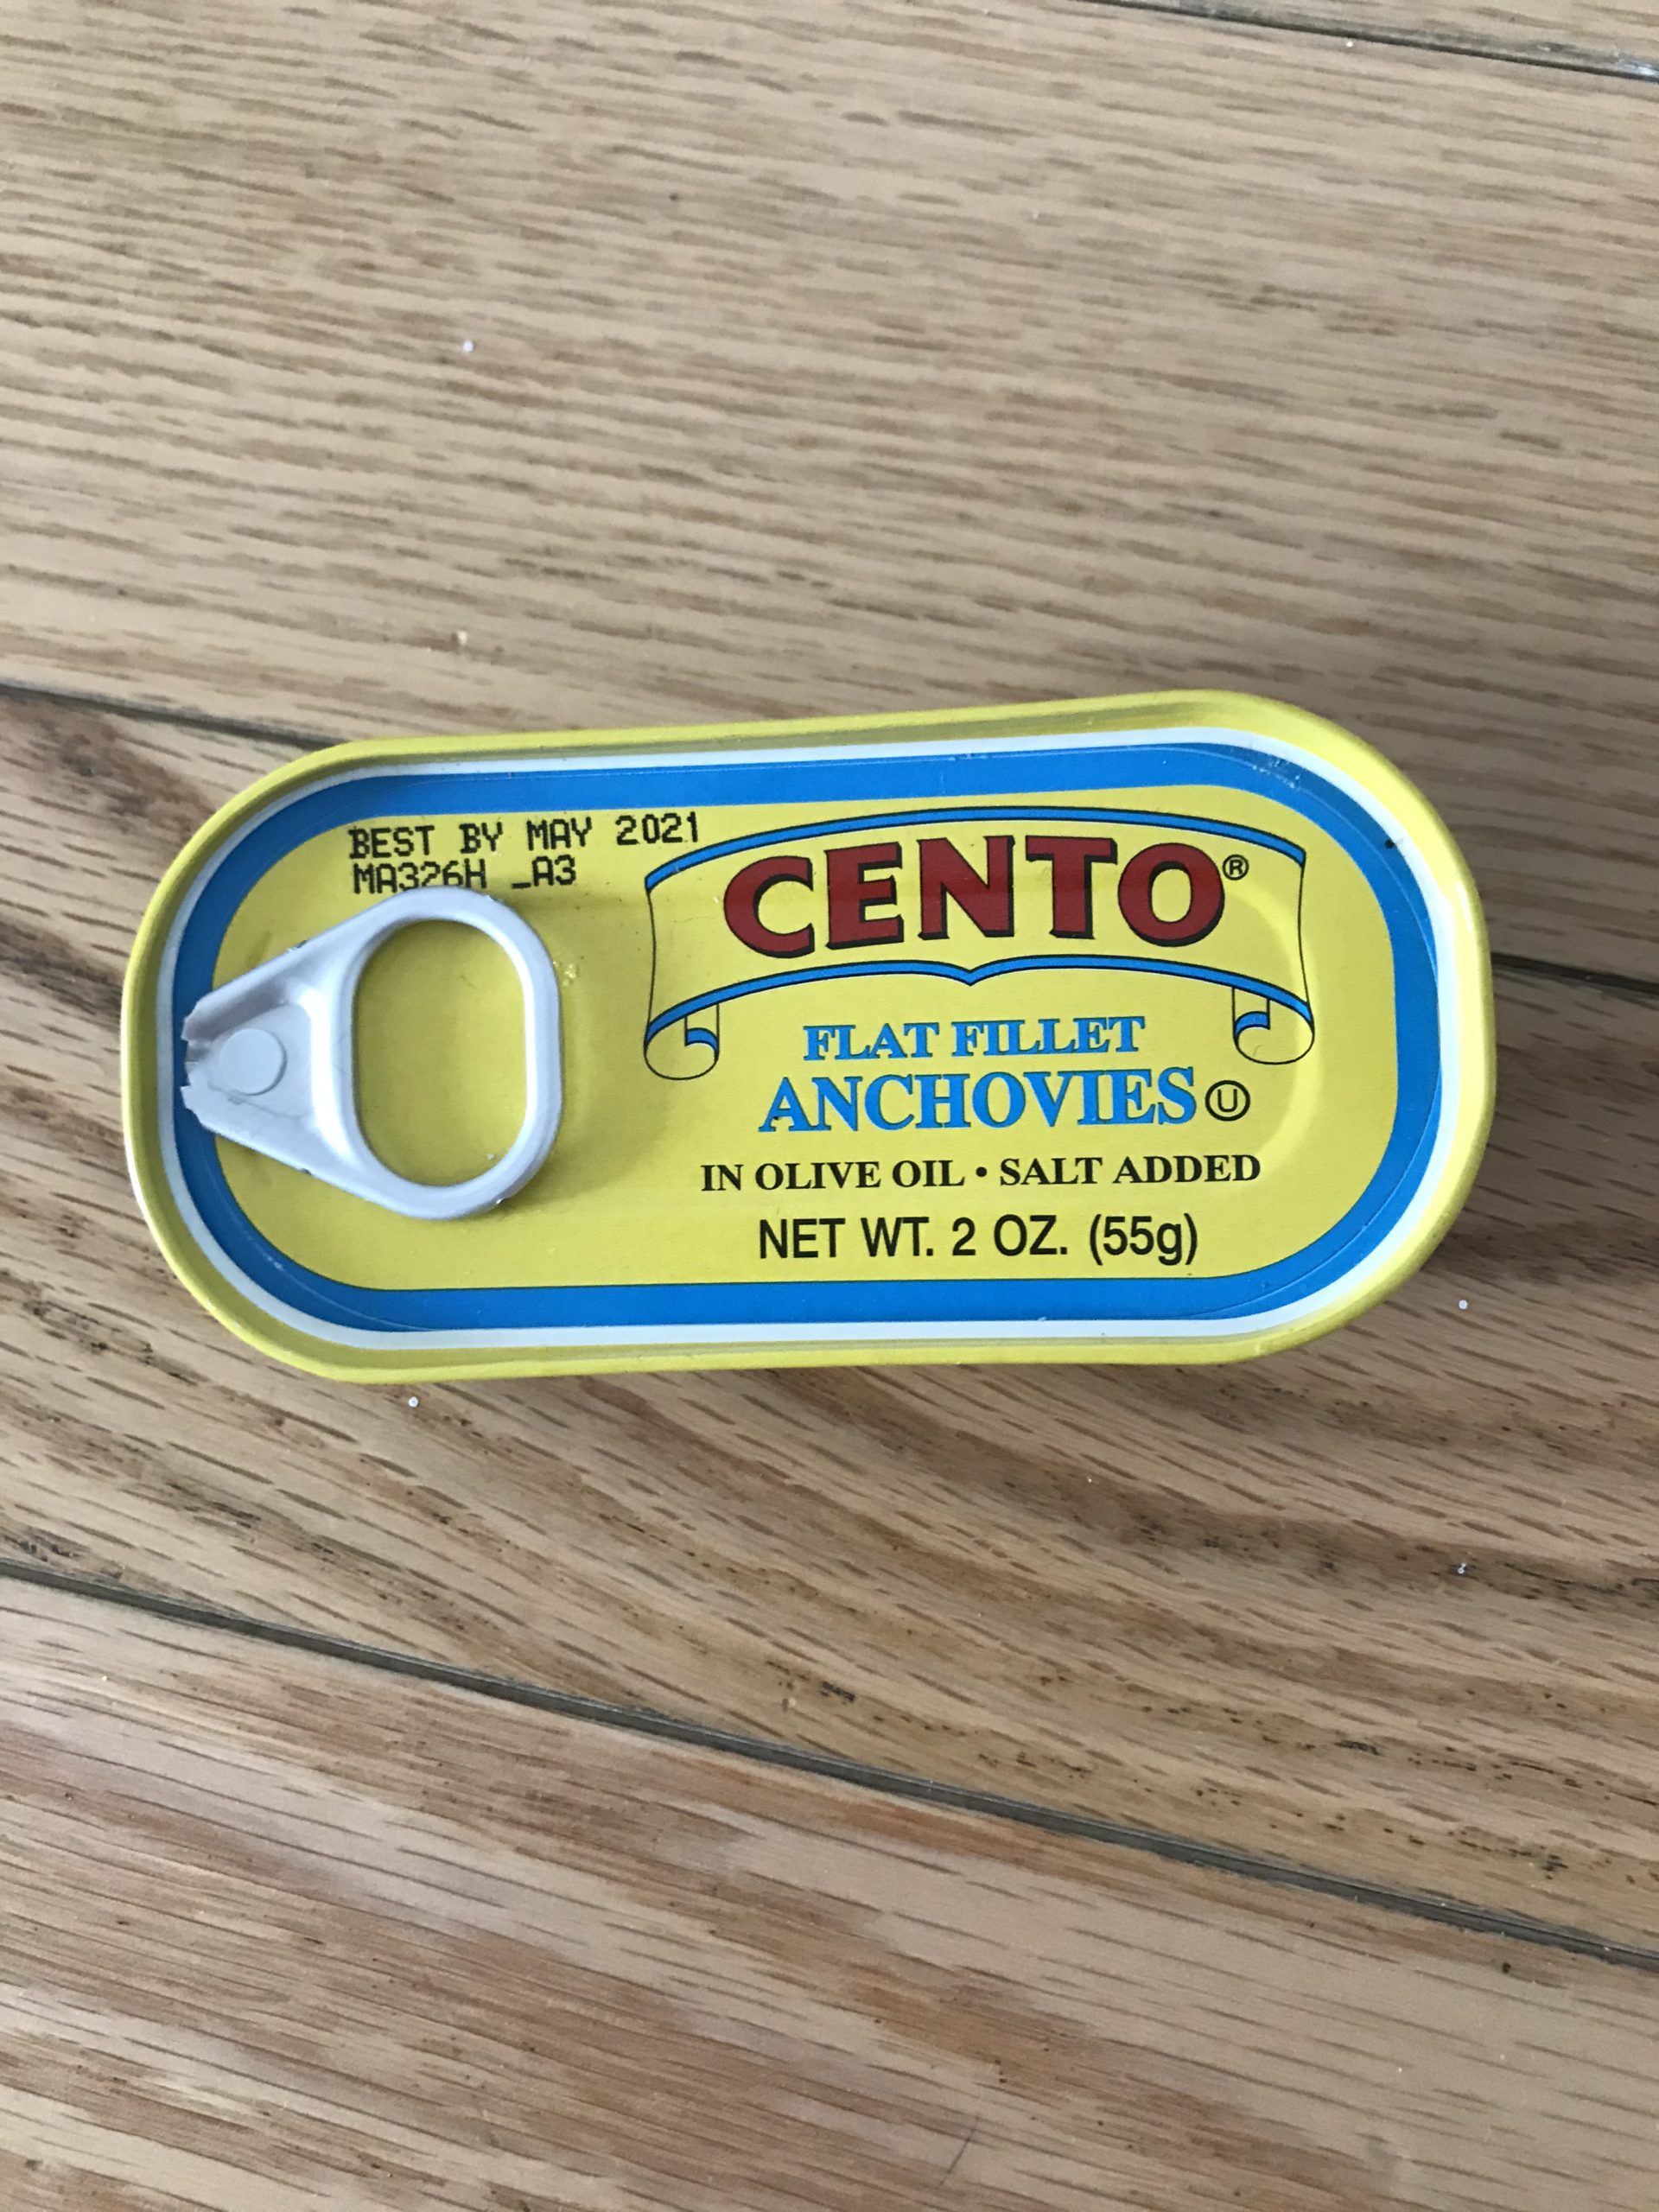 BEST BY MAY 2021
MA326H _A3
CENTO®
FLAT FILLET
ANCHOVIES Ⓤ
IN OLIVE OIL • SALT ADDED
NET WT. 2 OZ. (55g)